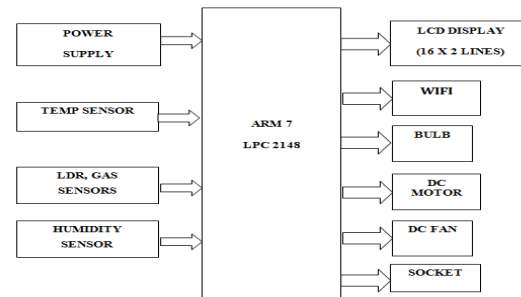 POWER
SUPPLY
TEMP SENSOR
LDR, GAS
SENSORS
HUMIDITY
SENSOR
ARM 7
LPC 2148
LCD DISPLAY
(16 X 2 LINES)
WIFI
BULB
DC
MOTOR
DC FAN
SOCKET